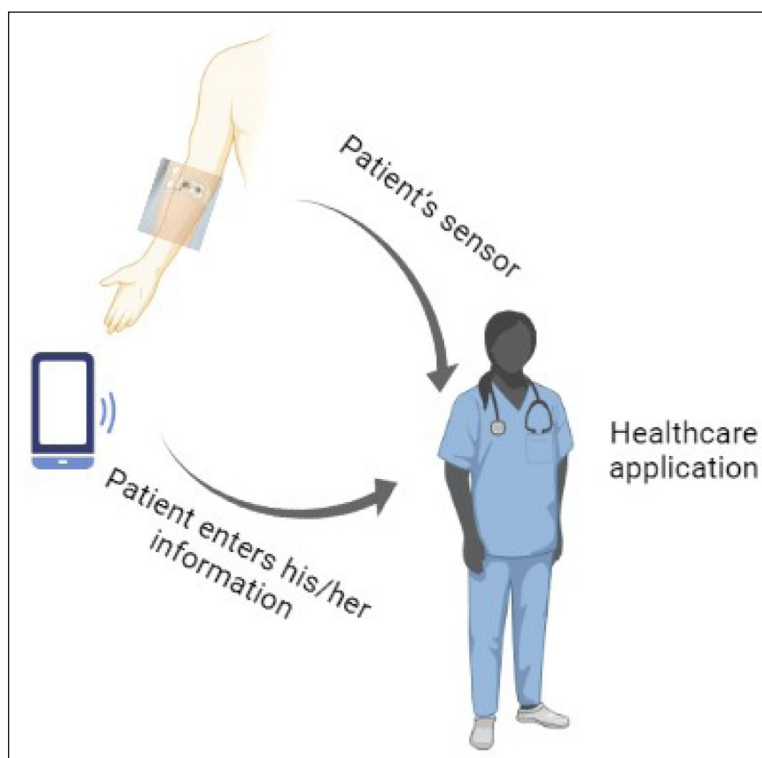 Patient's sensor
Healthcare
application
Patient enters his/her
information